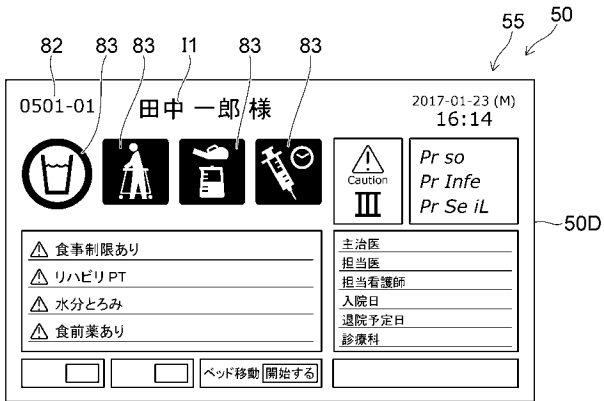 50
55
82 83 83 I1 83 83
0501-01 田中 一郎 様 2017-01-23 (M)
16:14
Caution
III
Pr so
Pr Infe
Pr Se iL
50D
食事制限あり
リハビリ PT
水分とろみ
食前薬あり
主治医
担当医
担当看護師
入院日
退院予定日
診療科
ベッド移動 開始する